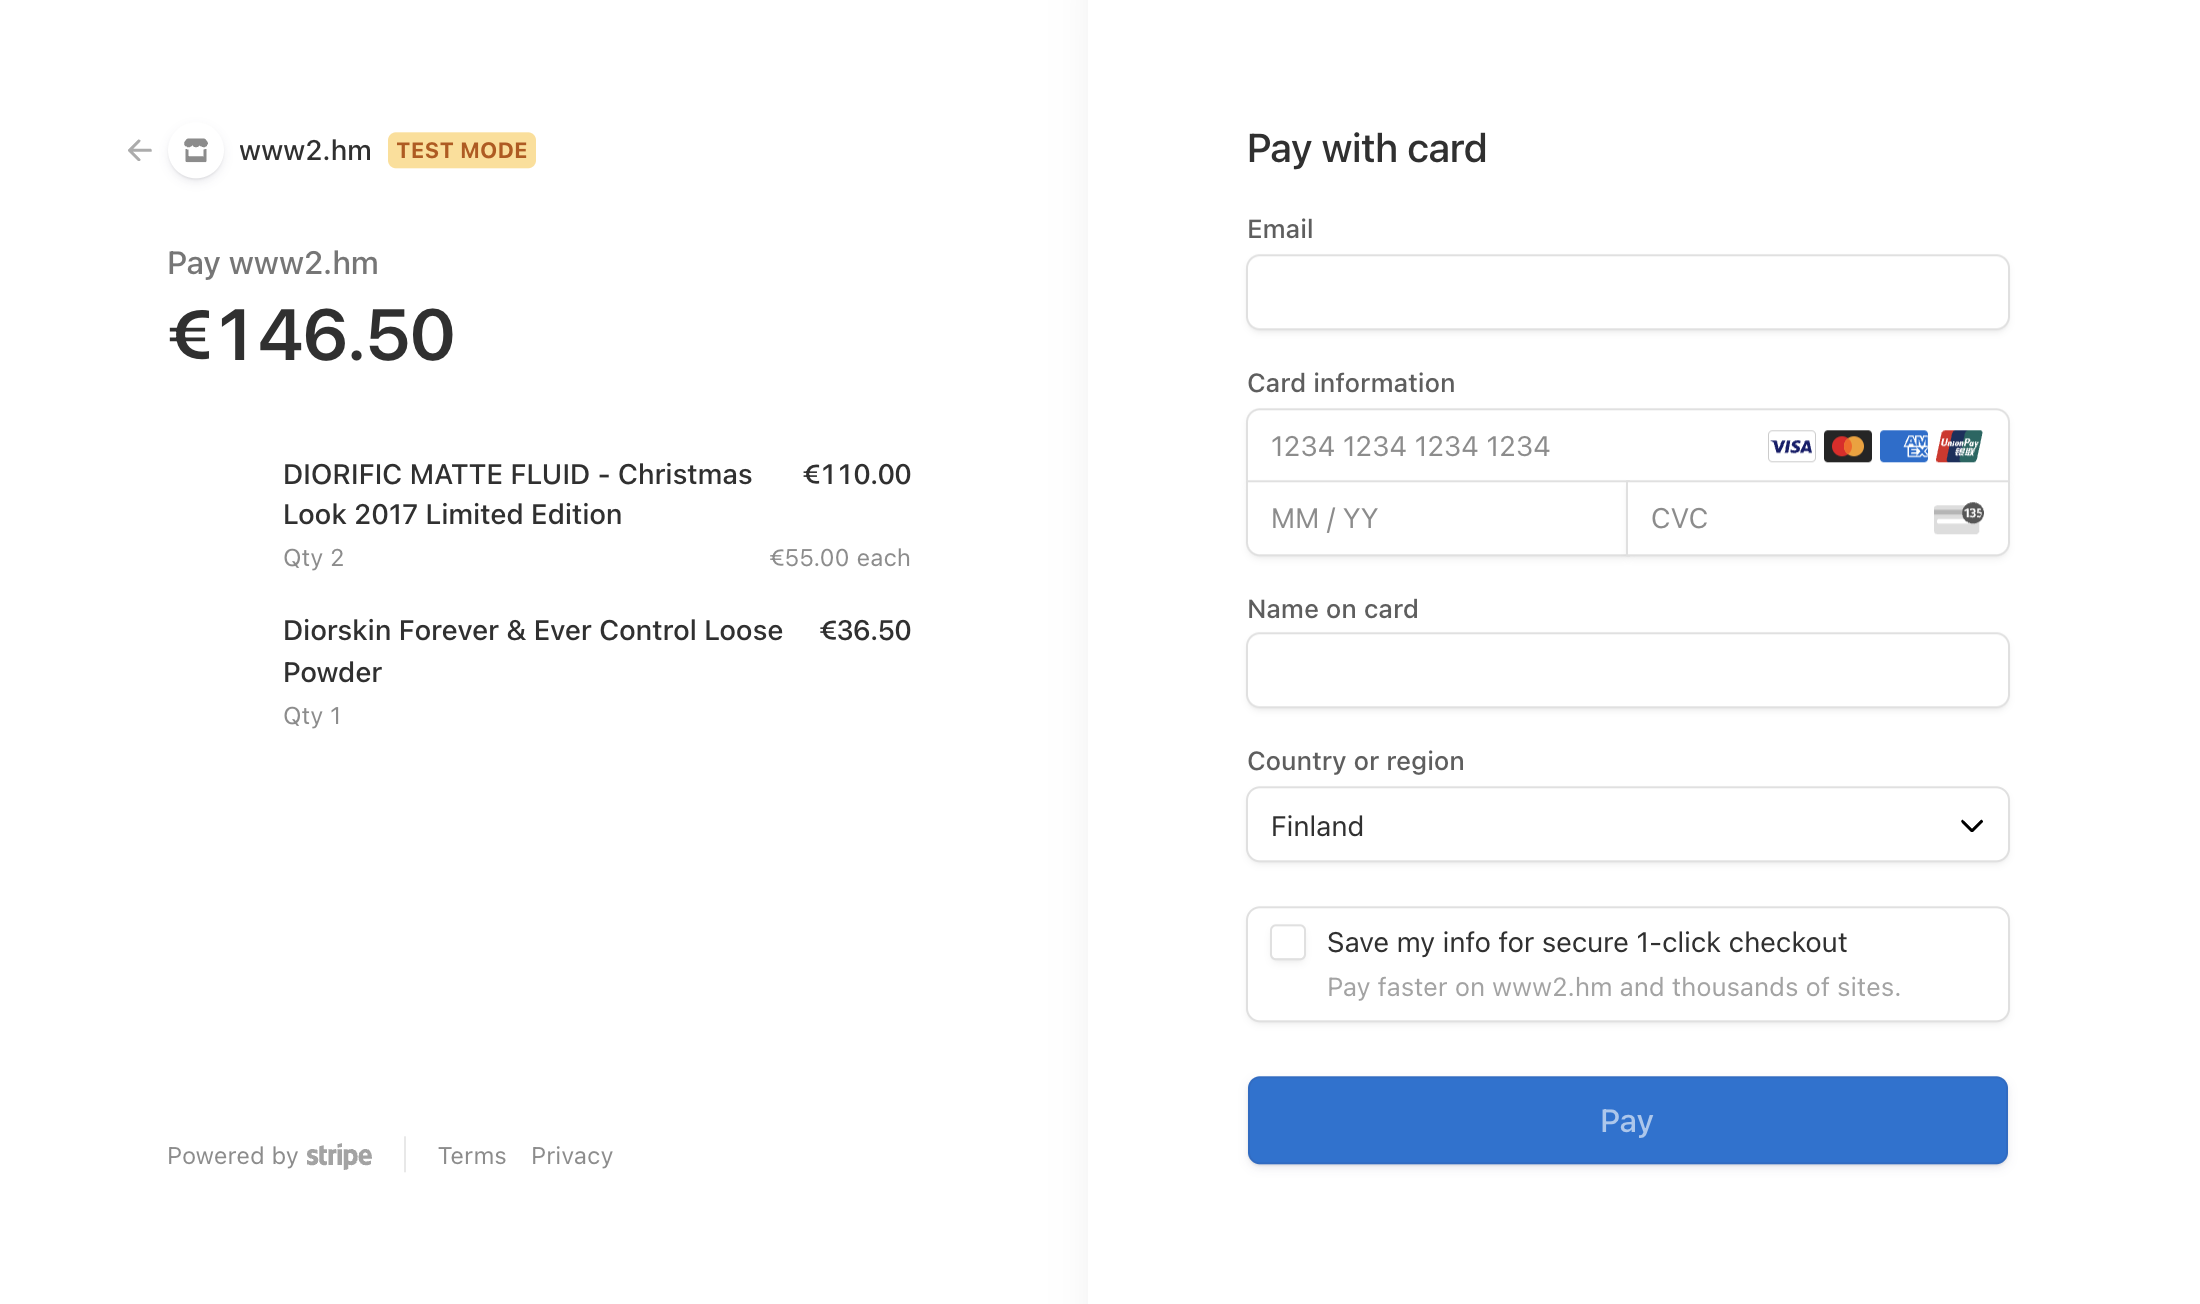 www2.hm TEST MODE
Pay www2.hm
€146.50
DIORIFIC MATTE FLUID - Christmas €110.00
Look 2017 Limited Edition
Qty 2 €55.00 each
Diorskin Forever & Ever Control Loose €36.50
Powder
Qty 1
Powered by stripe Terms Privacy
Pay with card
Email
Card information
1234 1234 1234 1234 VISA AM EX UnionPay 银联
MM / YY CVC 135
Name on card
Country or region
Finland
Save my info for secure 1-click checkout
Pay faster on www2.hm and thousands of sites.
Pay